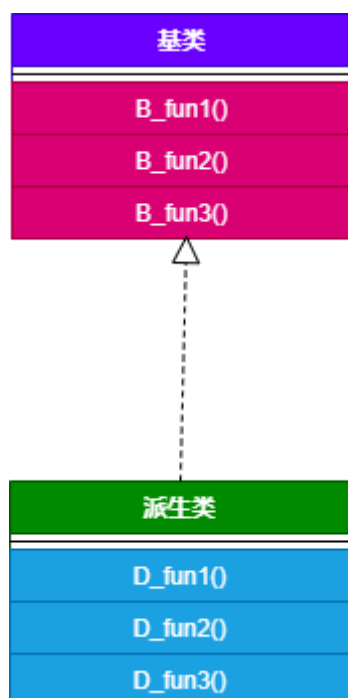 基类
B_fun1()
B_fun2()
B_fun3()
派生类
D_fun1()
D_fun2()
D_fun3()